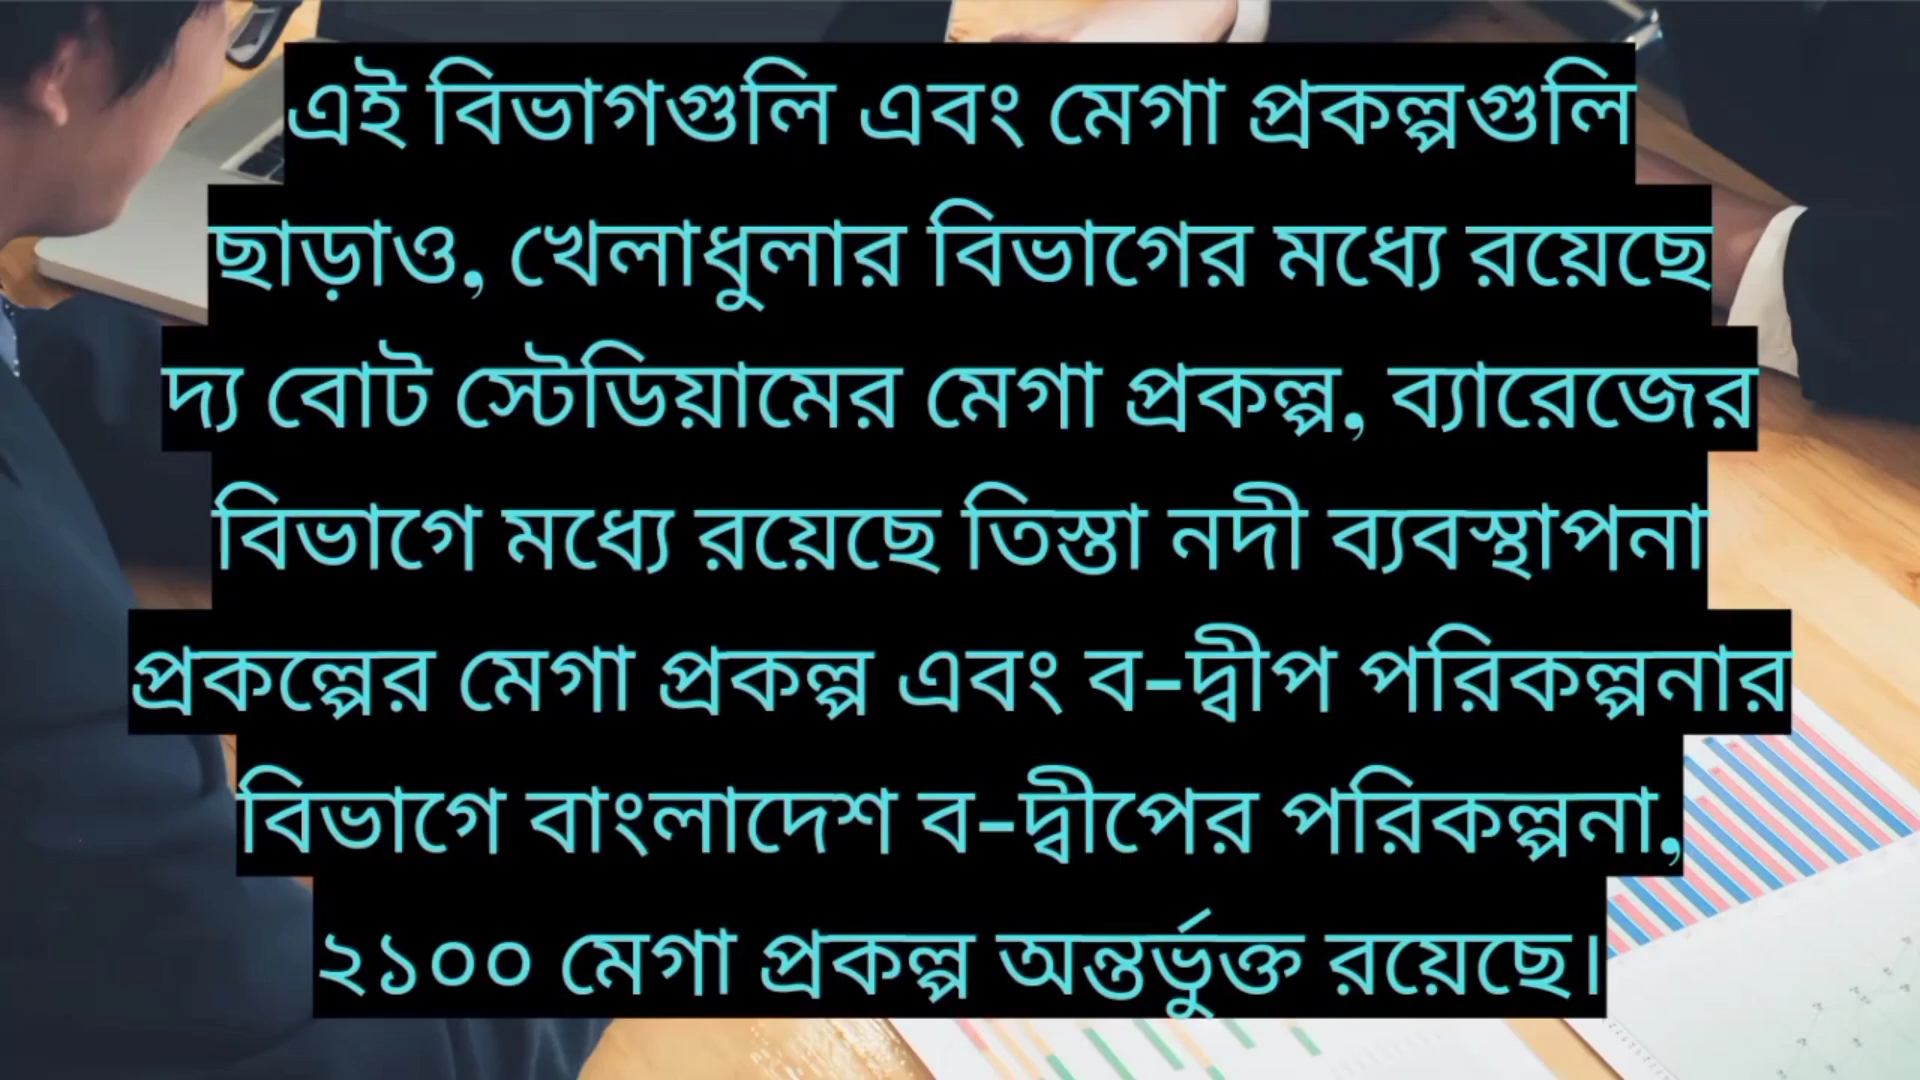 এই বিভাগগুলি এবং মেগা প্রকল্পগুলি
ছাড়াও, খেলাধুলার বিভাগের মধ্যে রয়েছে
দ্য বোট স্টেডিয়ামের মেগা প্রকল্প, ব্যারেজের
বিভাগে মধ্যে রয়েছে তিস্তা নদী ব্যবস্থাপনা
প্রকল্পের মেগা প্রকল্প এবং ব-দ্বীপ পরিকল্পনার
বিভাগে বাংলাদেশ ব-দ্বীপের পরিকল্পনা,
২১০০ মেগা প্রকল্প অন্তর্ভুক্ত রয়েছে।